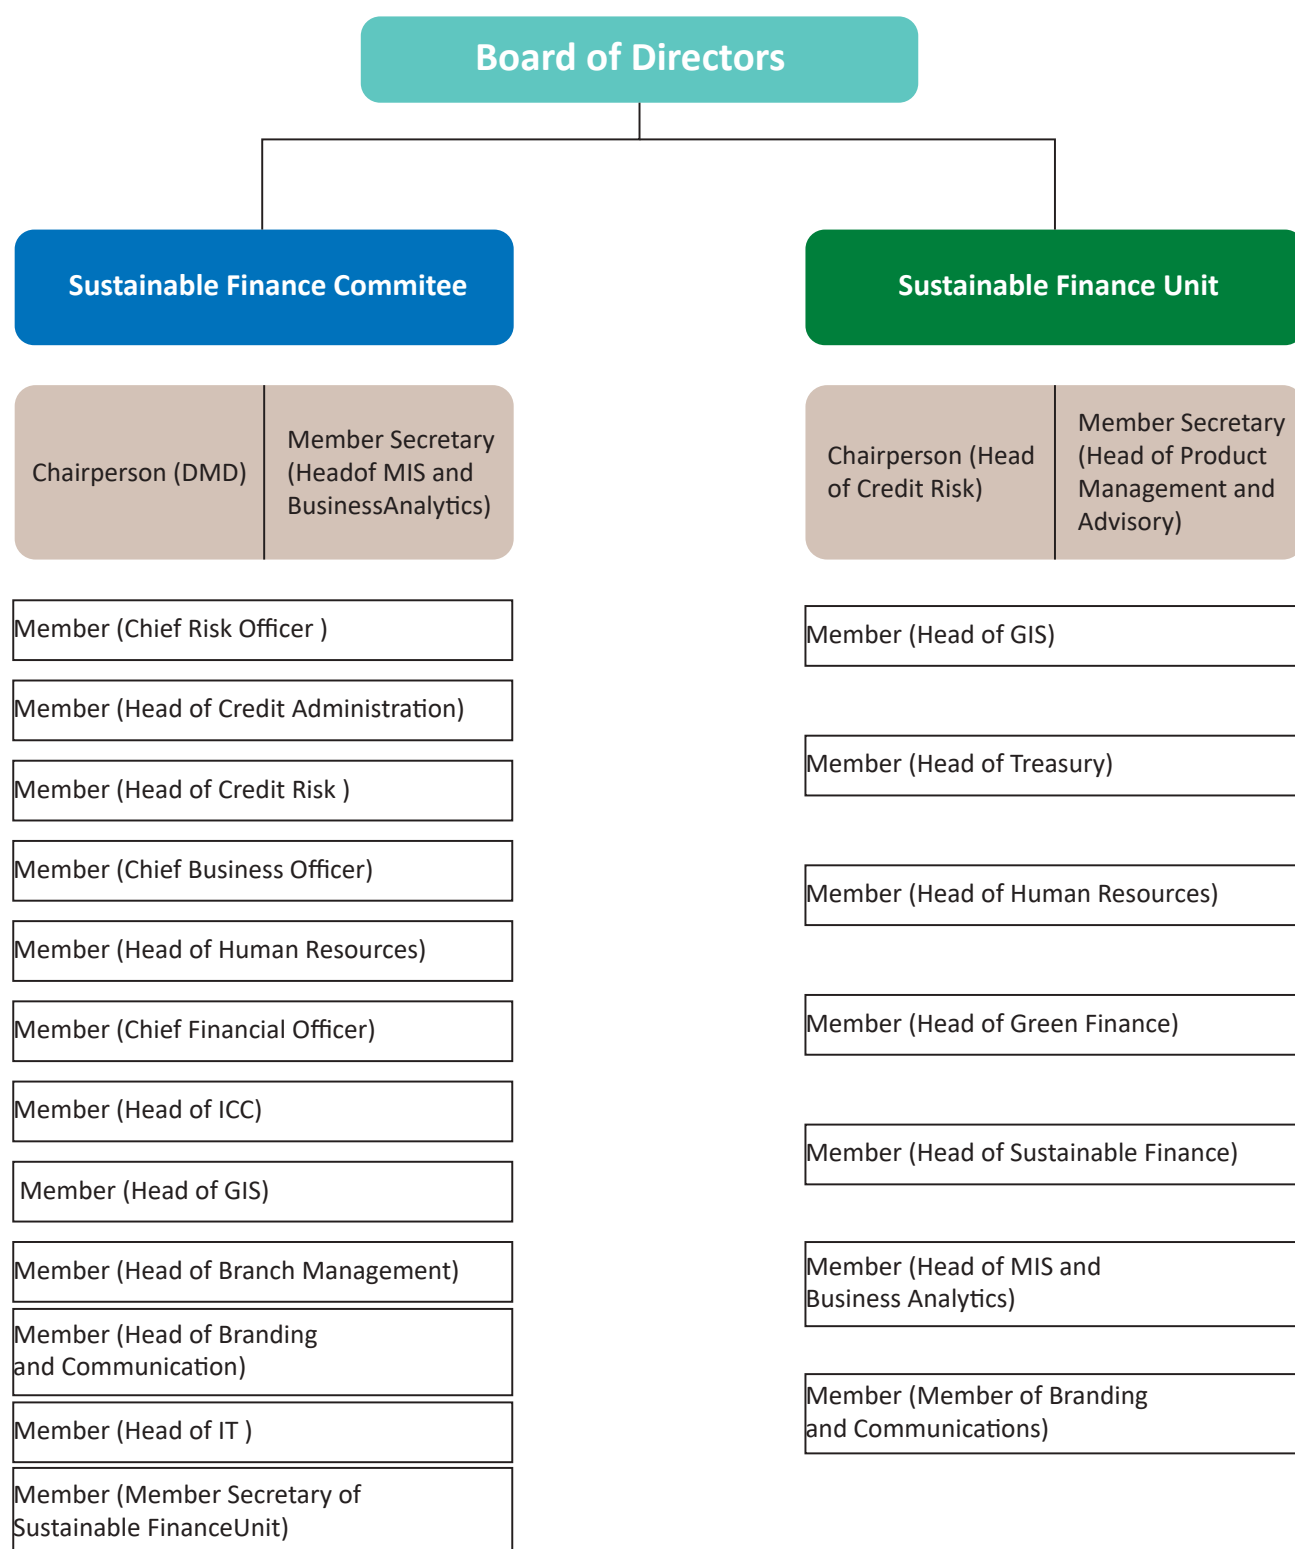 Board of Directors
Sustainable Finance Commitee
Chairperson (DMD)
Member Secretary
(Headof MIS and
BusinessAnalytics)
Member (Chief Risk Officer )
Member (Head of Credit Administration)
Member (Head of Credit Risk )
Member (Chief Business Officer)
Member (Head of Human Resources)
Member (Chief Financial Officer)
Member (Head of ICC)
Member (Head of GIS)
Member (Head of Branch Management)
Member (Head of Branding
and Communication)
Member (Head of IT )
Member (Member Secretary of
Sustainable FinanceUnit)
Sustainable Finance Unit
Chairperson (Head
of Credit Risk)
Member Secretary
(Head of Product
Management and
Advisory)
Member (Head of GIS)
Member (Head of Treasury)
Member (Head of Human Resources)
Member (Head of Green Finance)
Member (Head of Sustainable Finance)
Member (Head of MIS and
Business Analytics)
Member (Member of Branding
and Communications)